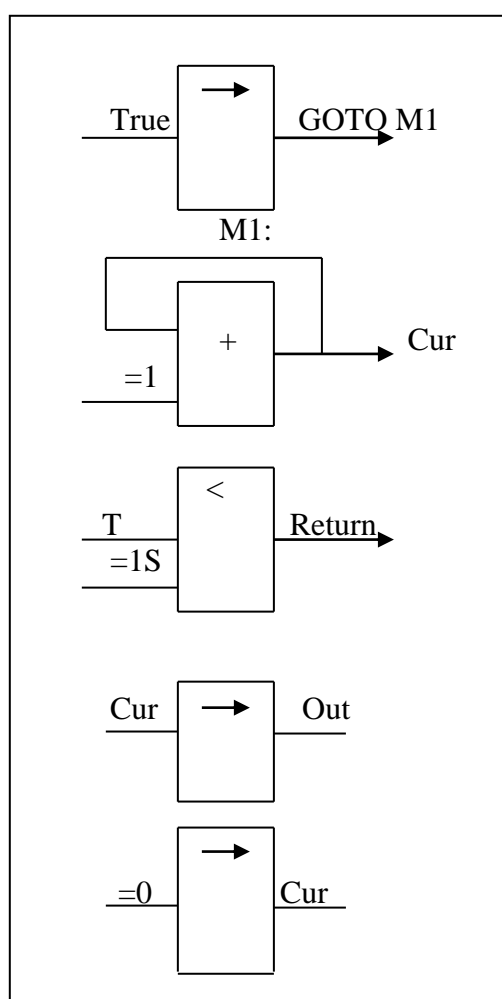 True GOTO M1
M1:
+ Cur
=1
<
T Return
=1S
Cur Out
=0 Cur